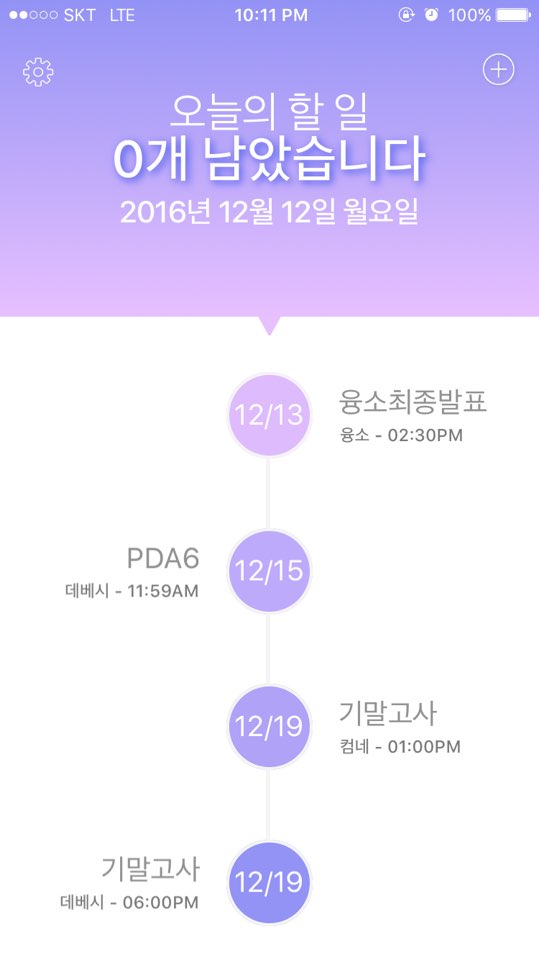 SKT LTE 10:11 PM 100%
오늘의 할 일
0개 남았습니다
2016년 12월 12일 월요일
12/13
융소최종발표
융소 - 02:30PM
PDA6
데베시 - 11:59AM
12/15
12/19
기말고사
컴네 - 01:00PM
기말고사
데베시 - 06:00PM
12/19